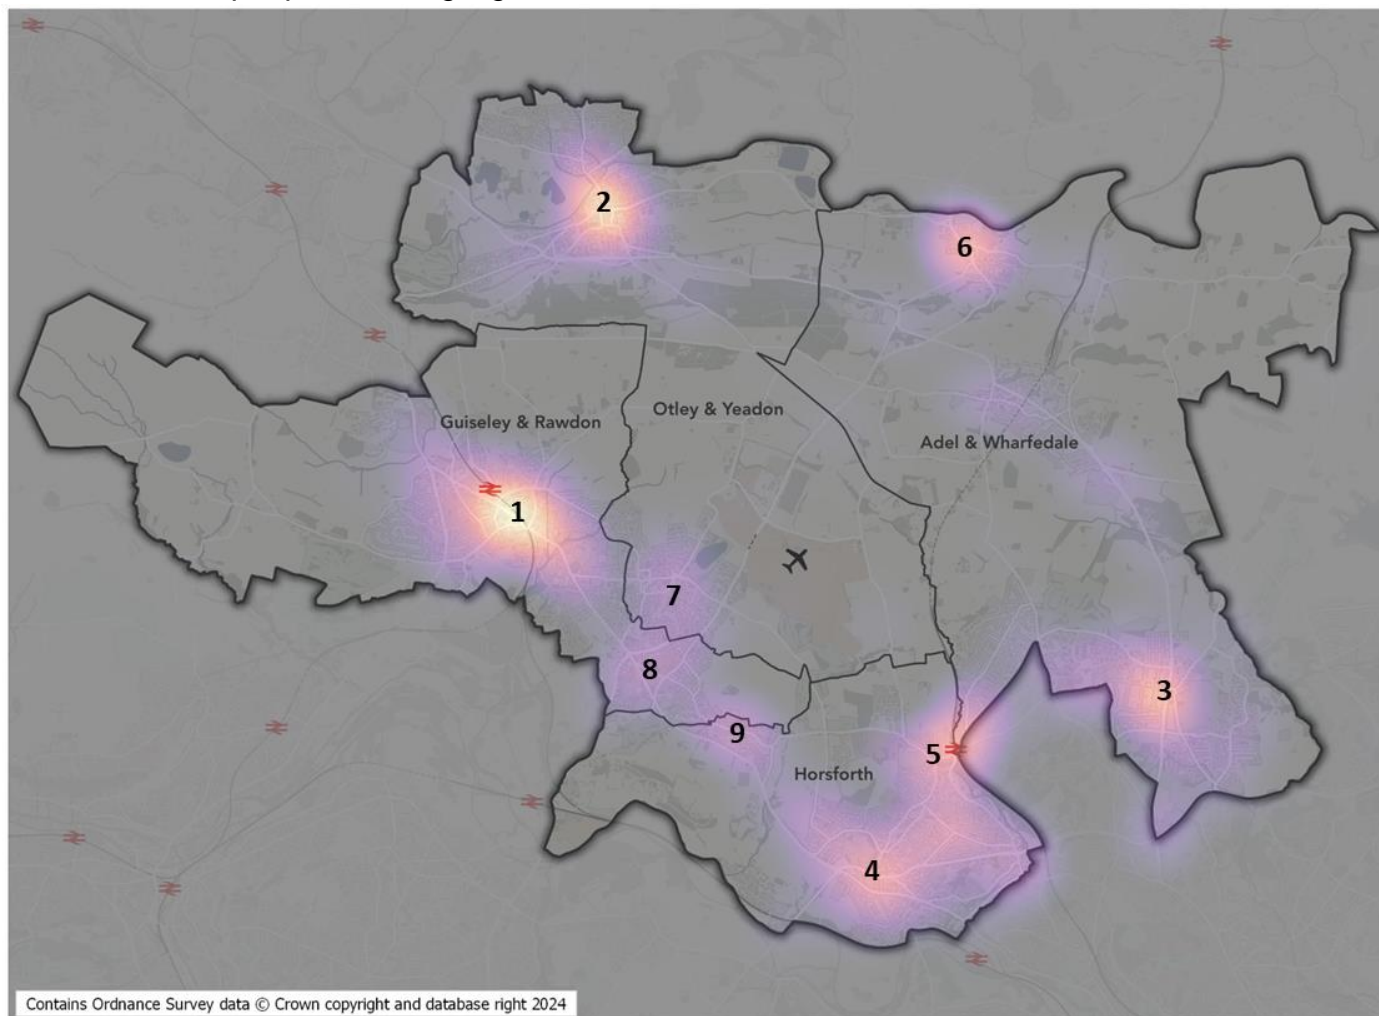 2
6
Otley & Yeadon
Guiseley & Rawdon
Adel & Wharfedale
1
7
8
3
9
5
Horsforth
4
Contains Ordnance Survey data © Crown copyright and database right 2024